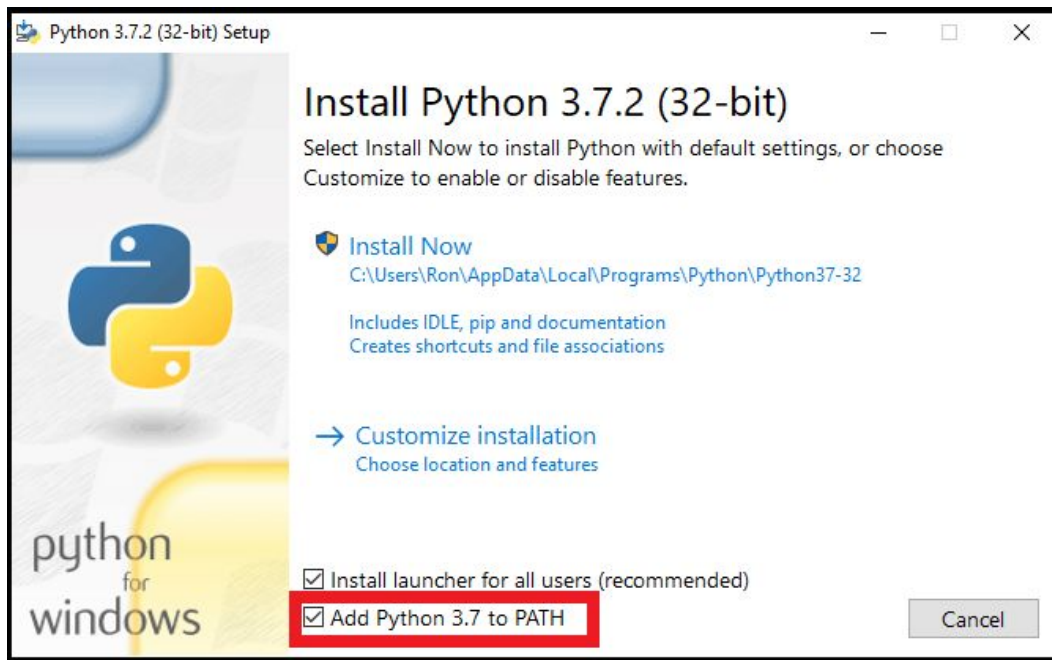 Python 3.7.2 (32-bit) Setup
Install Python 3.7.2 (32-bit)
Select Install Now to install Python with default settings, or choose
Customize to enable or disable features.
Install Now
C:\Users\Ron\AppData\Local\Programs\Python\Python37-32
Includes IDLE, pip and documentation
Creates shortcuts and file associations
Customize installation
Choose location and features
python
for
windows
Install launcher for all users (recommended)
Add Python 3.7 to PATH
Cancel